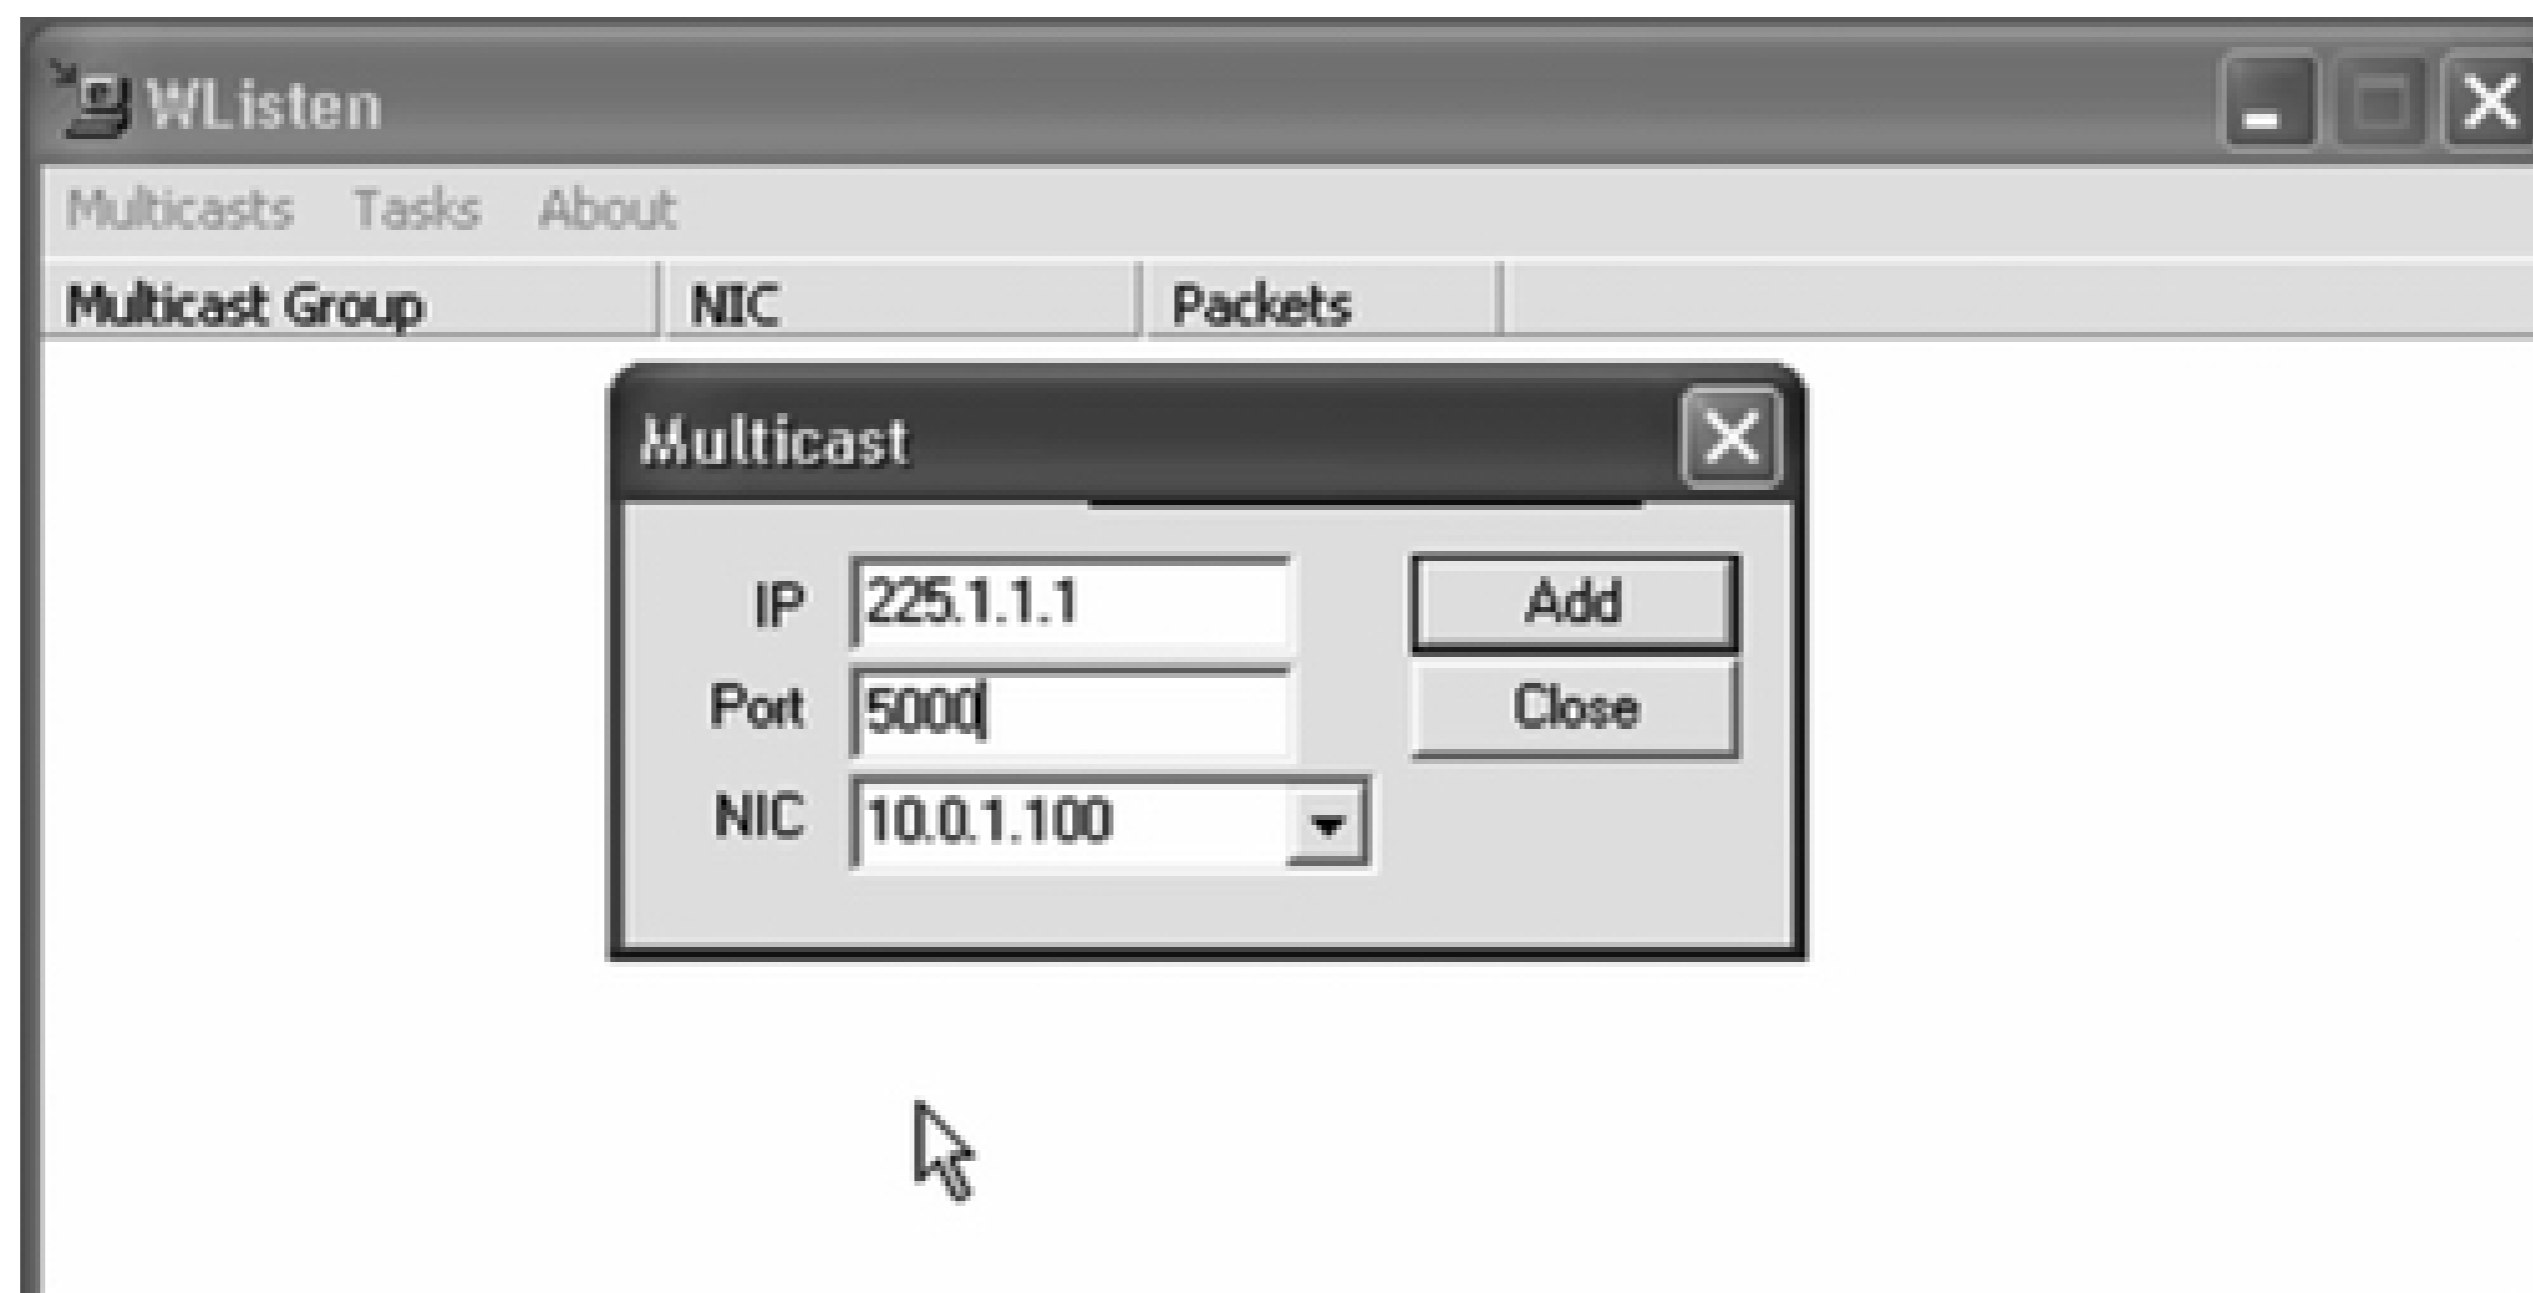 WListen
Multicasts Tasks About
Multicast Group NIC Packets
Multicast
IP 225.1.1.1 Add
Port 5000 Close
NIC 10.0.1.100